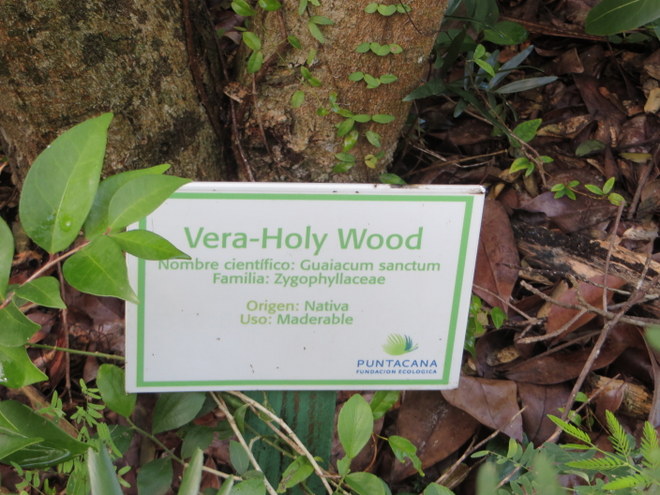 Vera-Holy Wood
Nombre científico: Guaiacum sanctum
Familia: Zygophyllaceae
Origen: Nativa
Uso: Maderable
PUNTACANA
FUNDACION ECOLOGICA